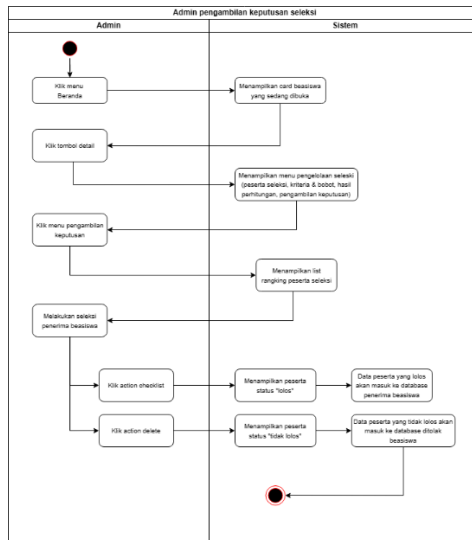 Admin pengambilan keputusan seleksi
Admin
Sistem
Klik menu
Beranda
Menampilkan card beasiswa
yang sedang dibuka
Klik tombol detail
Menampilkan menu pengelolaan seleski
(peserta seleksi, kritaria & bobot, hasil
perhitungan, pengambilan keputusan)
Klik menu pengambilan
keputusan
Menampilkan list
rangking peserta seleksi
Melakukan seleksi
penerima beasiswa
Klik action checklist
Menampilkan peserta
status "lolos"
Data peserta yang lolos
akan masuk ke database
penerima beasiswa
Klik action delete
Menampilkan peserta
status "tidak lolos"
Data peserta yang tidak lolos akan
masuk ke database ditolak
beasiswa